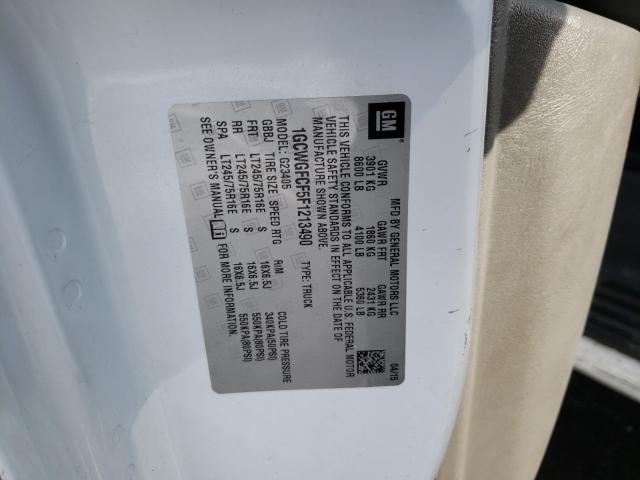 GM
MFD BY GENERAL MOTORS LLC
04/15
GVWR GAWR FRT GAWR RR
3901 KG 1860 KG 2431 KG
8600 LB 4100 LB 5360 LB
THIS VEHICLE CONFORMS TO ALL APPLICABLE U.S. FEDERAL MOTOR
VEHICLE SAFETY STANDARDS IN EFFECT ON THE DATE OF
MANUFACTURE SHOWN ABOVE.
1GCWGFCF5F1213490 TYPE: TRUCK
MODEL: G23405
GBBJ TIRE SIZE SPEED RTG RIM COLD TIRE PRESSURE
FRT LT245/75R16E S 16X6.5J 340KPA(50PSI)
RR LT245/75R16E S 16X6.5J 550KPA(80PSI)
SPA LT245/75R16E S 16X6.5J 550KPA(80PSI)
SEE OWNER'S MANUAL FOR MORE INFORMATION.